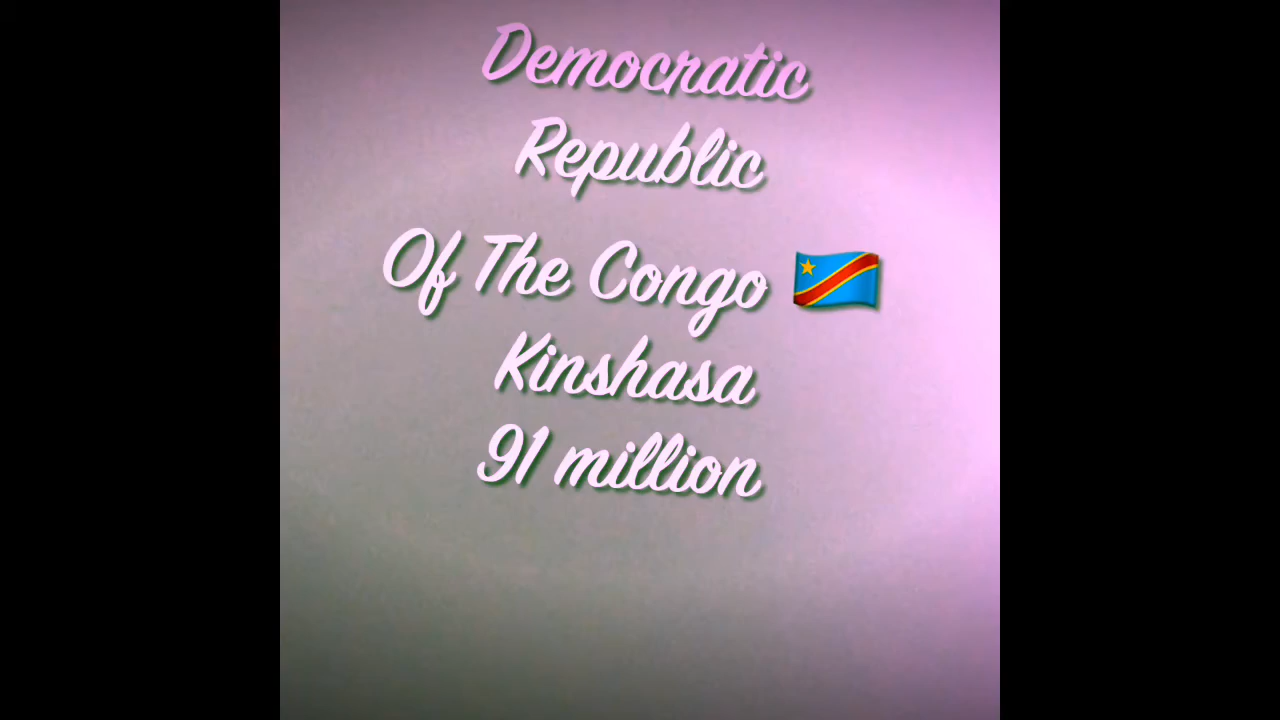 Democratic
Republic
Of The Congo 🇨🇩
Kinshasa
91 million